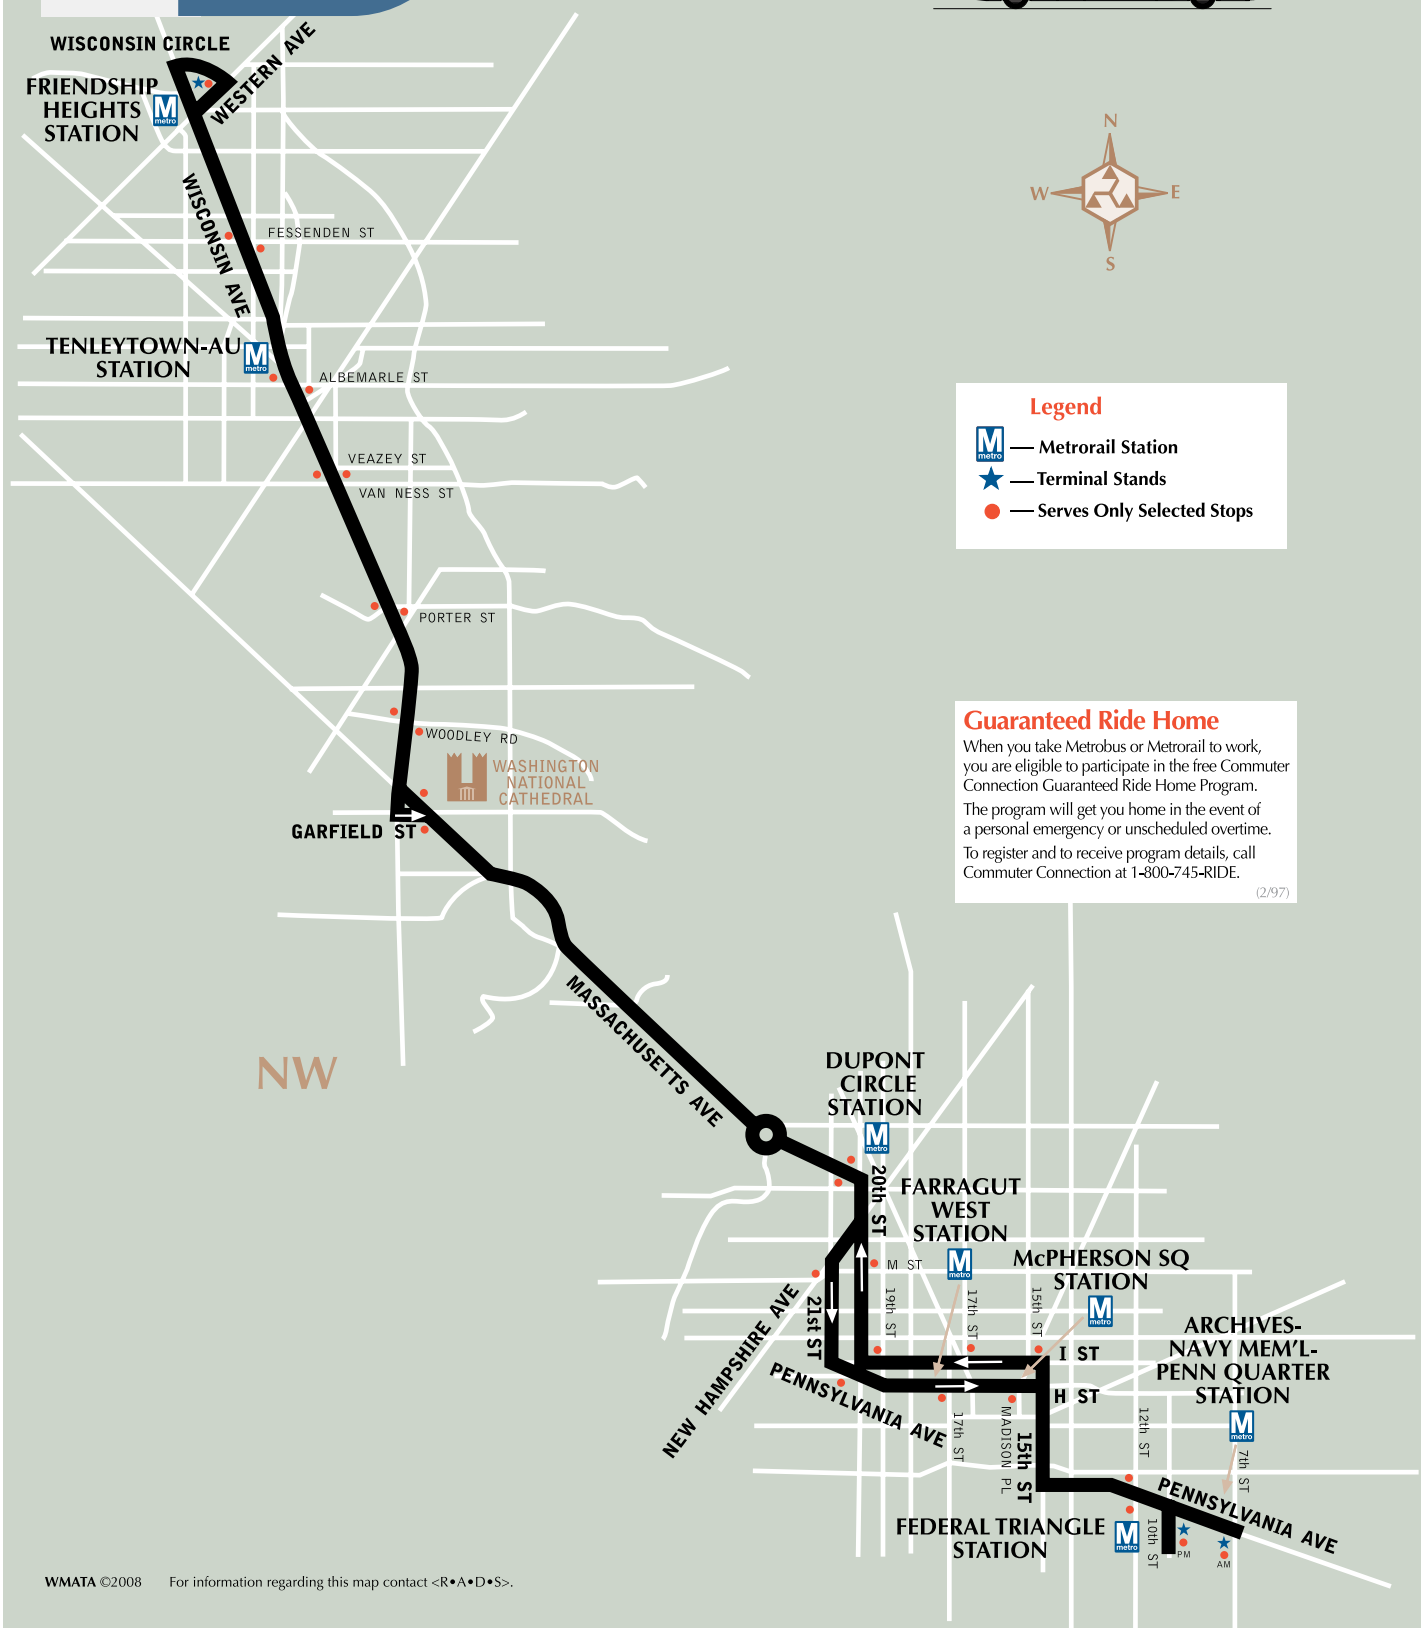 WISCONSIN CIRCLE
WESTERN AVE
FRIENDSHIP
HEIGHTS
STATION
M
metro
WISCONSIN AVE
FESSENDEN ST
TENLEYTOWN-AU
STATION
M
metro
ALBEMARLE ST
VEAZEY ST
VAN NESS ST
PORTER ST
WOODLEY RD
WASHINGTON
NATIONAL
CATHEDRAL
GARFIELD ST
MASSACHUSETTS AVE
NW
N
W
E
S
Legend
M
metro
Metrorail Station
Terminal Stands
Serves Only Selected Stops
Guaranteed Ride Home
When you take Metrobus or Metrorail to work,
you are eligible to participate in the free Commuter
Connection Guaranteed Ride Home Program.
The program will get you home in the event of
a personal emergency or unscheduled overtime.
To register and to receive program details, call
Commuter Connection at 1-800-745-RIDE.
(2/97)
DUPONT
CIRCLE
STATION
M
metro
20th ST
FARRAGUT
WEST
STATION
M
metro
M ST
McPHERSON SQ
STATION
M
metro
19th ST
17th ST
15th ST
21st ST
NEW HAMPSHIRE AVE
I ST
H ST
PENNSYLVANIA AVE
17th ST
MADISON PL
15th ST
ARCHIVES-
NAVY MEM'L-
PENN QUARTER
STATION
M
metro
12th ST
7th ST
PENNSYLVANIA AVE
FEDERAL TRIANGLE
STATION
M
metro
10th ST
PM
AM
WMATA ©2008 For information regarding this map contact <R•A•D•S>.